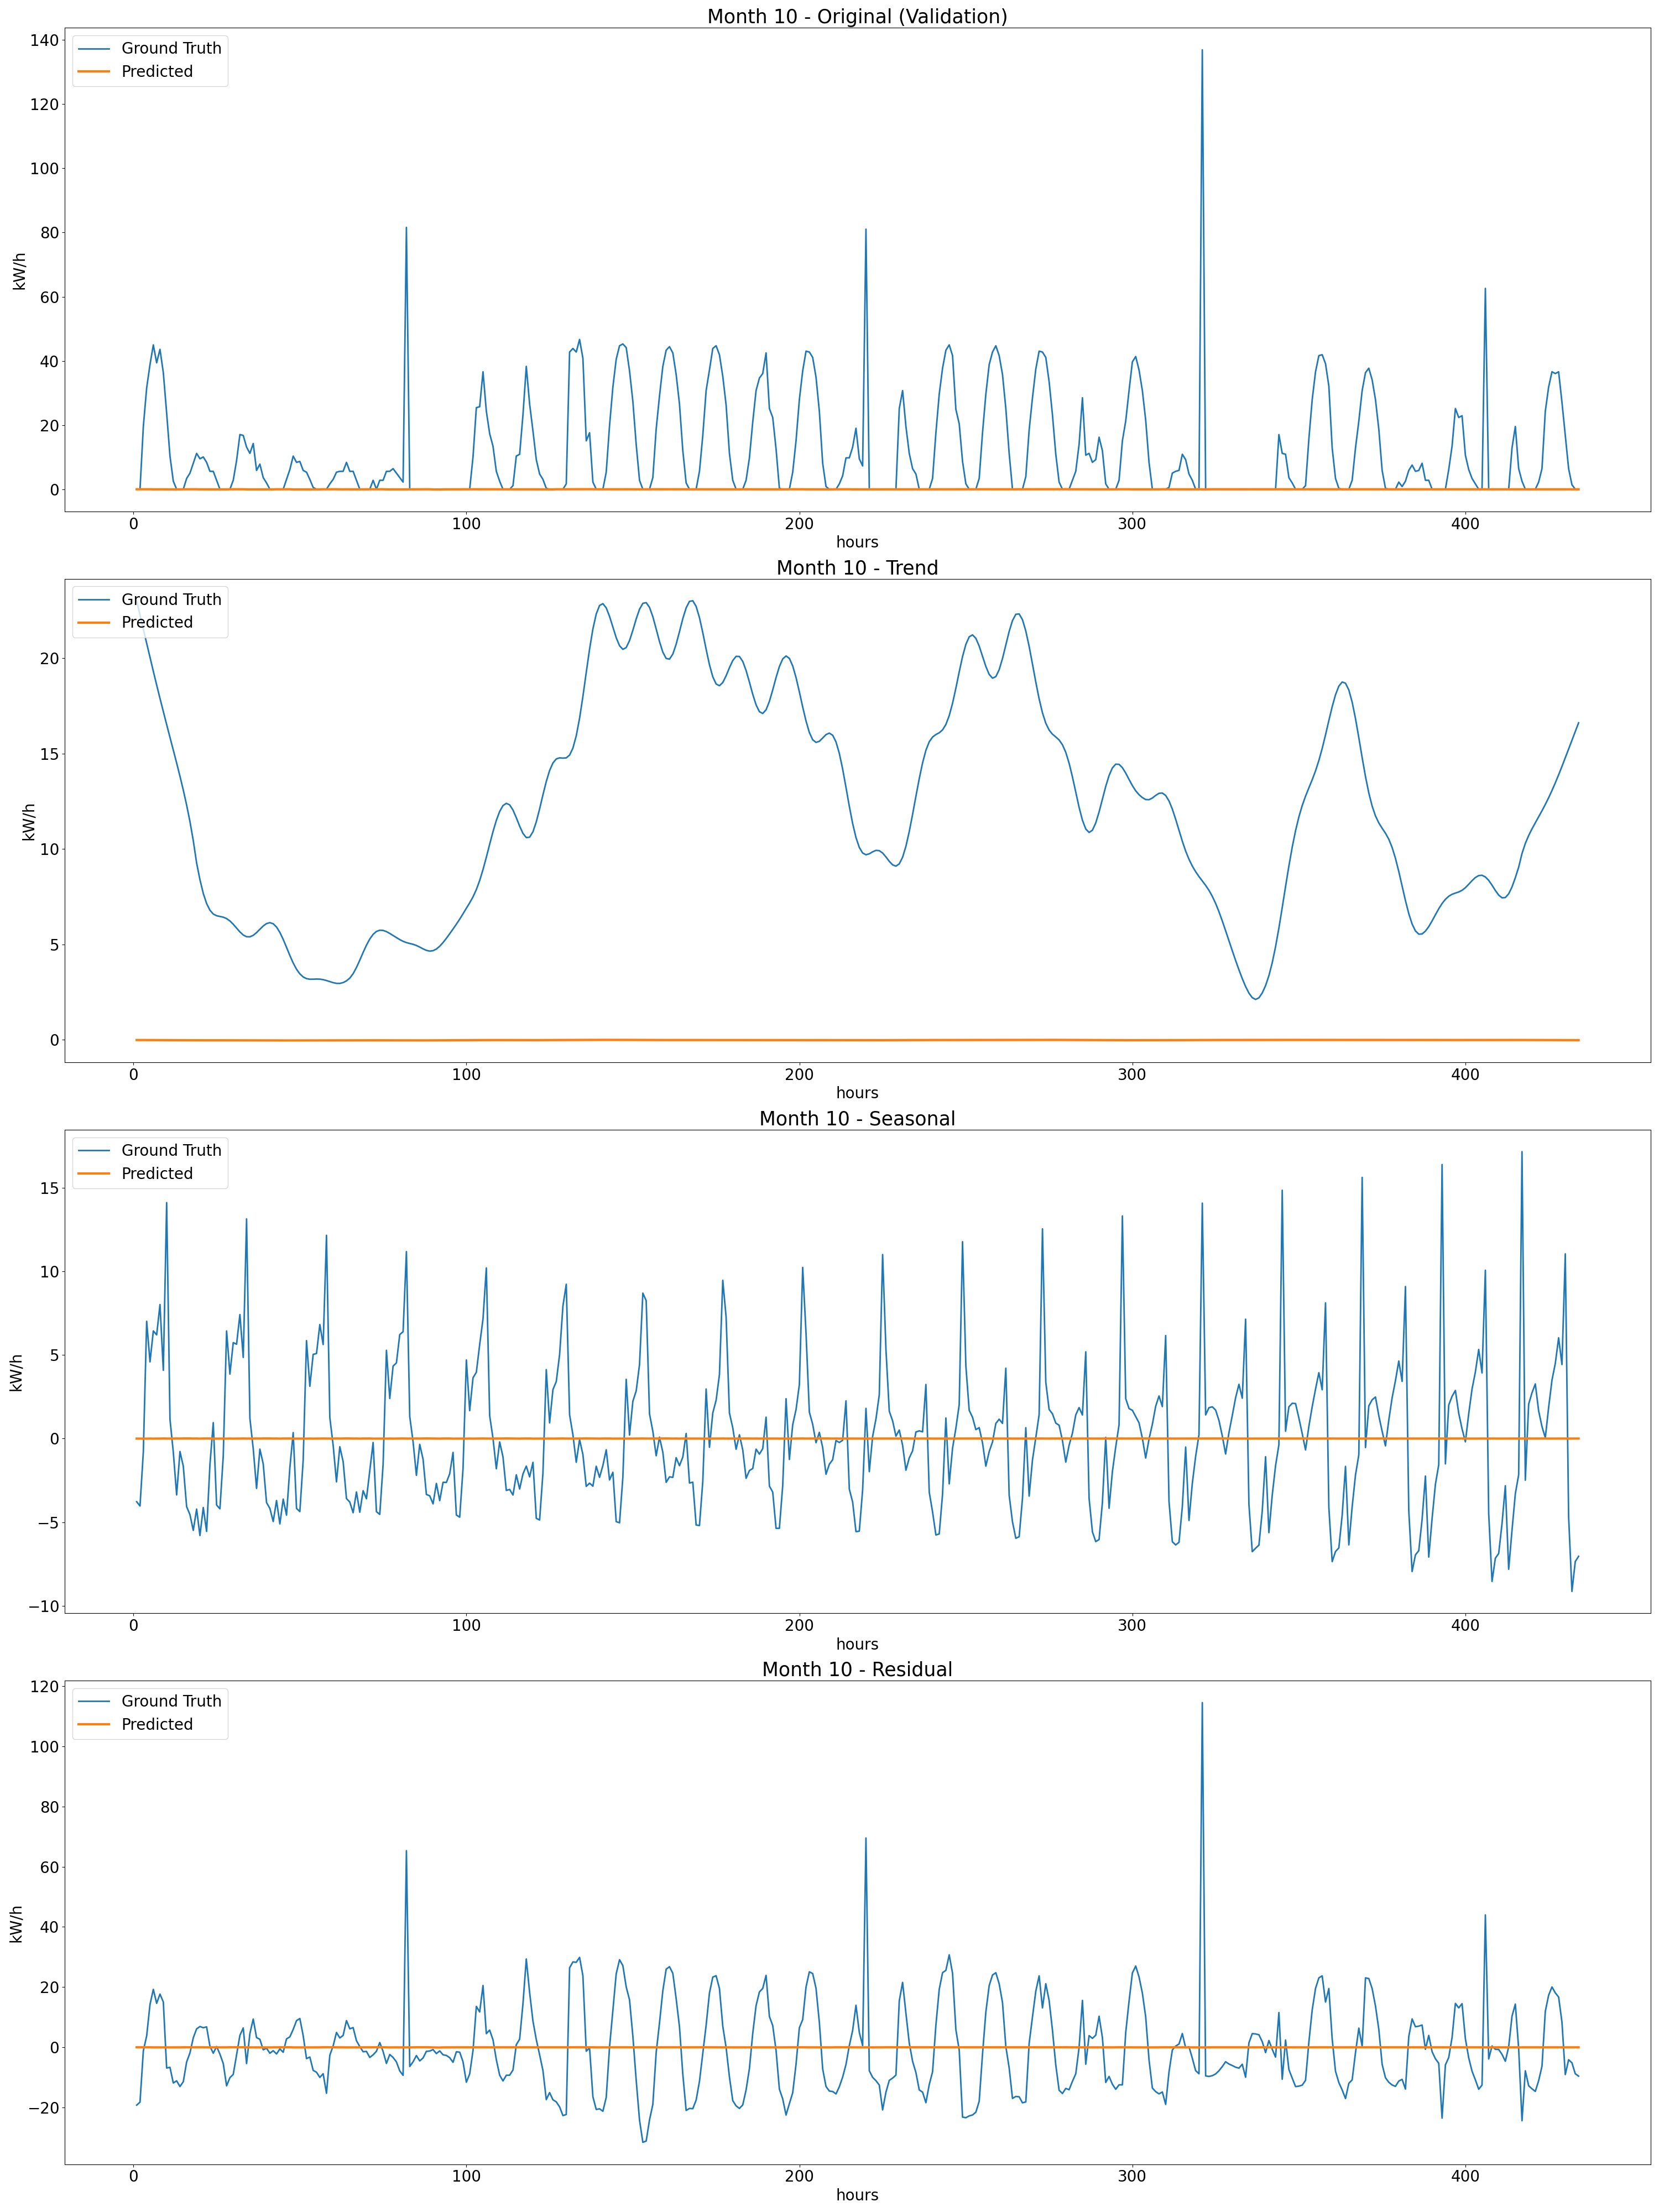 Month 10 - Original (Validation)
Ground Truth
Predicted
140
120
100
80
60
40
20
0
kW/h
0 100 200 300 400
hours
Month 10 - Trend
Ground Truth
Predicted
20
15
10
5
0
kW/h
0 100 200 300 400
hours
Month 10 - Seasonal
Ground Truth
Predicted
15
10
5
0
−5
−10
kW/h
0 100 200 300 400
hours
Month 10 - Residual
Ground Truth
Predicted
120
100
80
60
40
20
0
−20
kW/h
0 100 200 300 400
hours